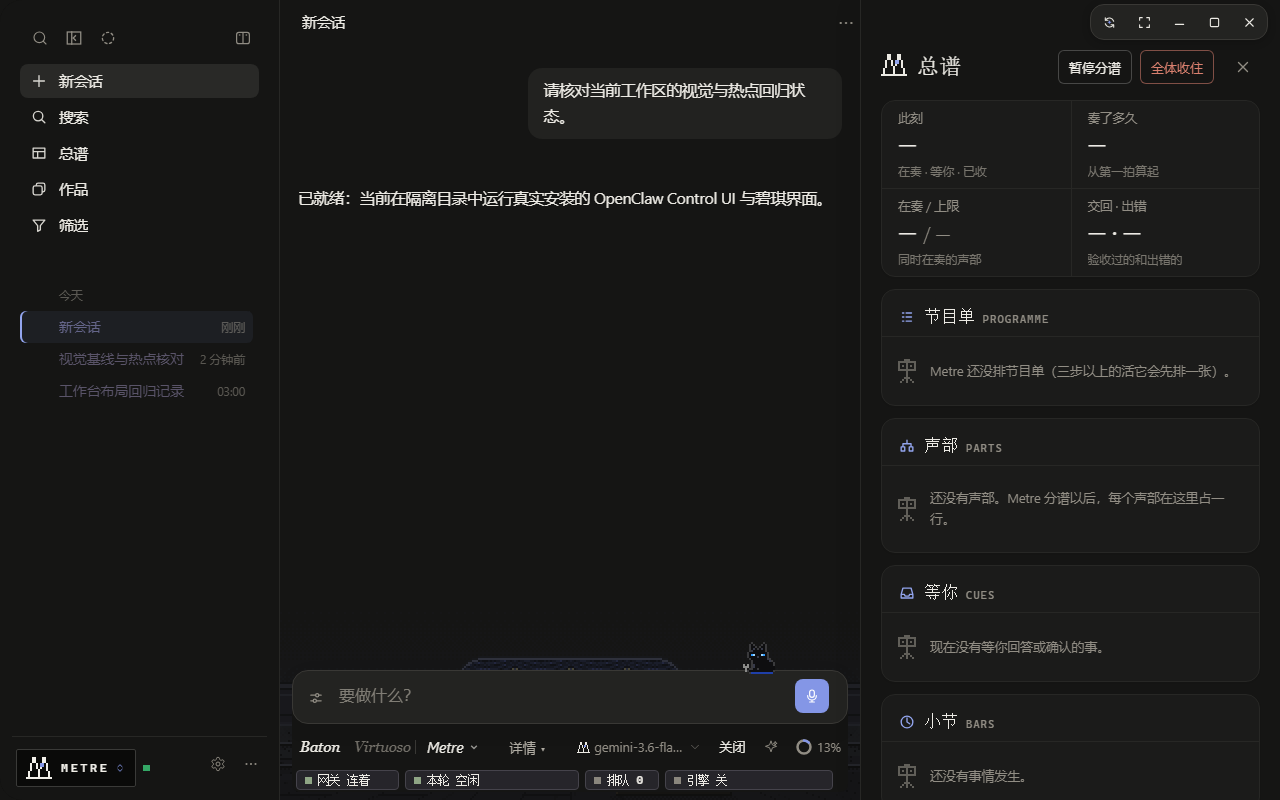 新会话
搜索
总谱
作品
筛选
今天
新会话 刚刚
视觉基线与热点核对 2 分钟前
工作台布局回归记录 03:00
METRE
新会话
请核对当前工作区的视觉与热点回归状
态。
已就绪：当前在隔离目录中运行真实安装的 OpenClaw Control UI 与碧琪界面。
要做什么？
Baton Virtuoso Metre 详情 gemini-3.6-fla... 关闭 13%
网关 连着 本轮 空闲 排队 0 引擎 关
总谱 暂停分谱 全体收住
此刻
—
在奏 · 等你 · 已收
奏了多久
—
从第一拍算起
在奏 / 上限
— / —
同时在奏的声部
交回 · 出错
— · —
验收过的和出错的
节目单 PROGRAMME
Metre 还没排节目单（三步以上的活它会先排一张）。
声部 PARTS
还没有声部。Metre 分谱以后，每个声部在这里占一
行。
等你 CUES
现在没有等你回答或确认的事。
小节 BARS
还没有事情发生。